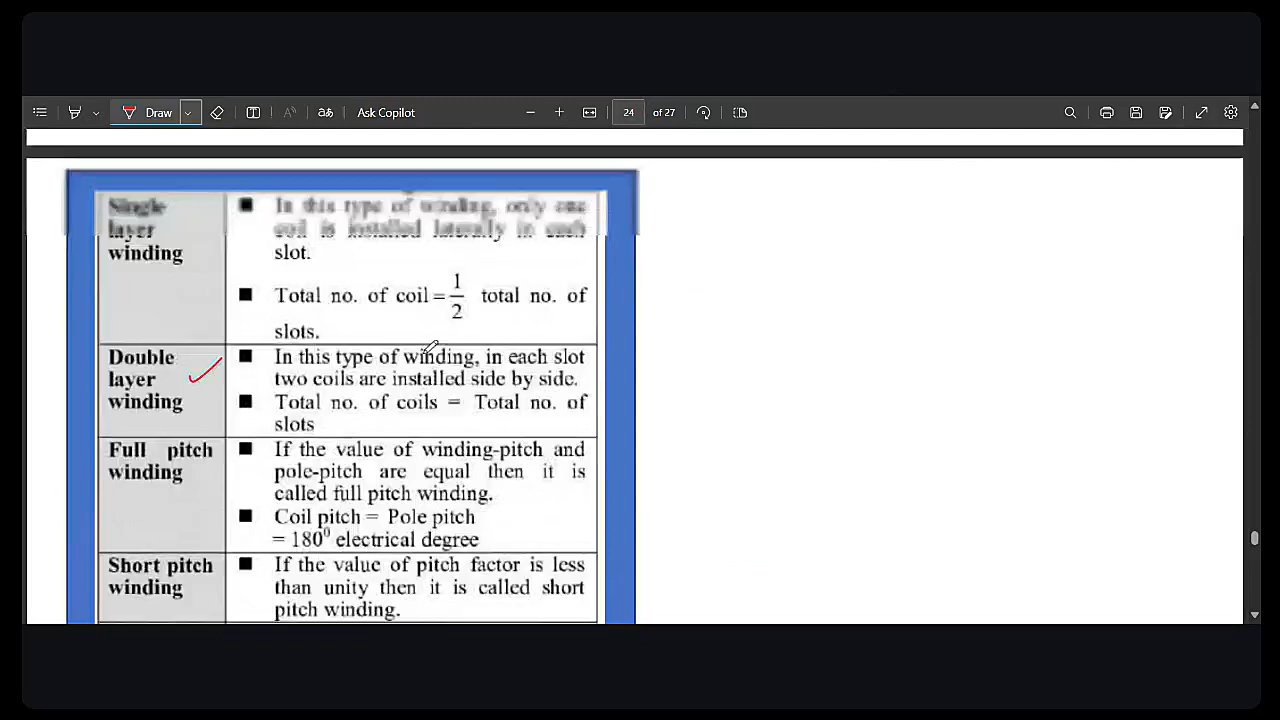 Draw
Ask Copilot
24 of 27
Single layer winding
■ In this type of winding, only one
coil is installed laterally in each
slot.
■ Total no. of coil = 1/2 total no. of
slots.
Double layer winding
■ In this type of winding, in each slot
two coils are installed side by side.
■ Total no. of coils = Total no. of
slots
Full pitch winding
■ If the value of winding-pitch and
pole-pitch are equal then it is
called full pitch winding.
■ Coil pitch = Pole pitch
= 180⁰ electrical degree
Short pitch winding
■ If the value of pitch factor is less
than unity then it is called short
pitch winding.